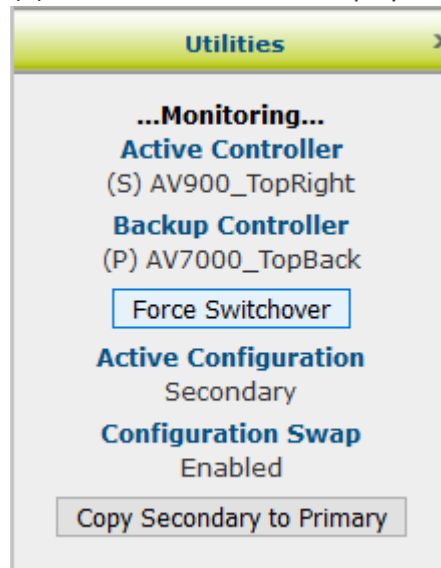 Utilities
...Monitoring...
Active Controller
(S) AV900_TopRight
Backup Controller
(P) AV7000_TopBack
Force Switchover
Active Configuration
Secondary
Configuration Swap
Enabled
Copy Secondary to Primary